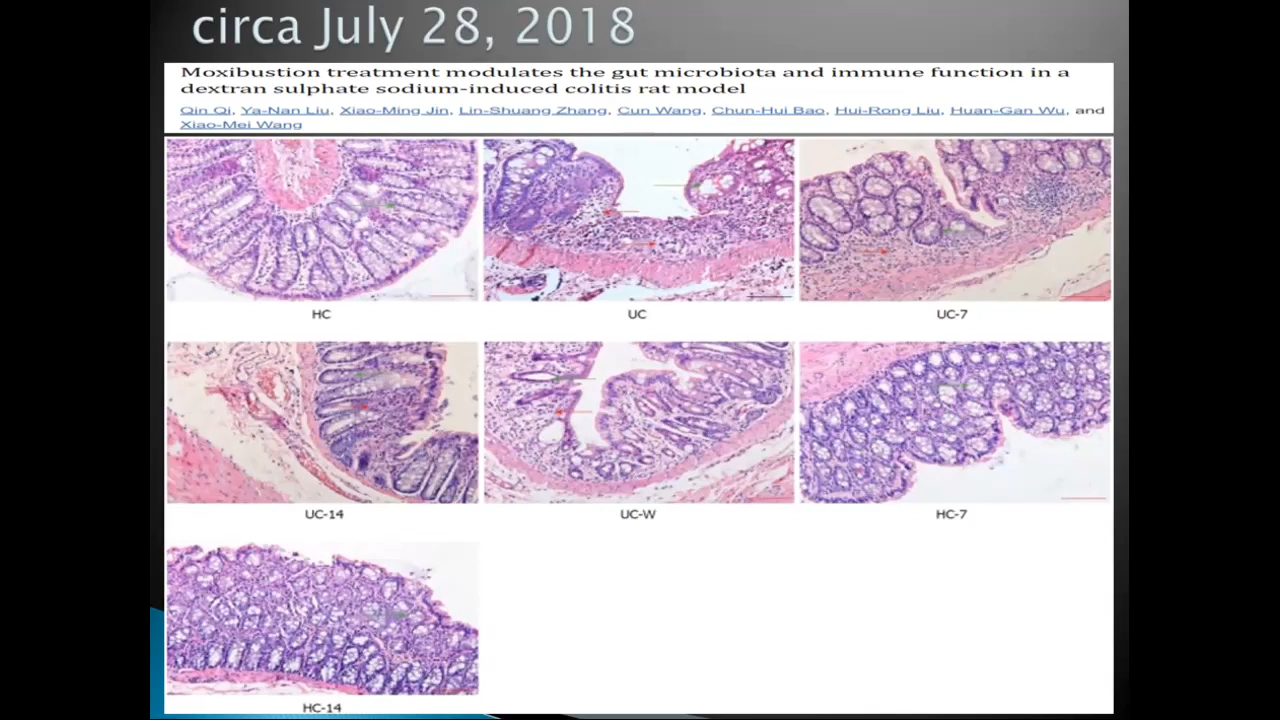 circa July 28, 2018
Moxibustion treatment modulates the gut microbiota and immune function in a
dextran sulphate sodium-induced colitis rat model
Qin Qi, Ya-Nan Liu, Xiao-Ming Jin, Lin-Shuang Zhang, Cun Wang, Chun-Hui Bao, Hui-Rong Liu, Huan-Gan Wu, and
Xiao-Mei Wang
HC
UC
UC-7
UC-14
UC-W
HC-7
HC-14